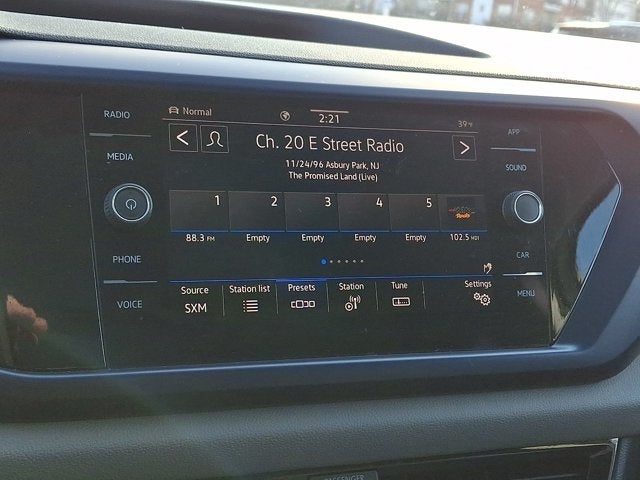 RADIO
MEDIA
PHONE
VOICE
Normal
2:21
39°F
Ch. 20 E Street Radio
11/24/96 Asbury Park, NJ
The Promised Land (Live)
1 2 3 4 5
88.3 FM Empty Empty Empty Empty 102.5 HD1
Source Station list Presets Station Tune Settings
SXM
APP
SOUND
CAR
MENU
PASSENGER